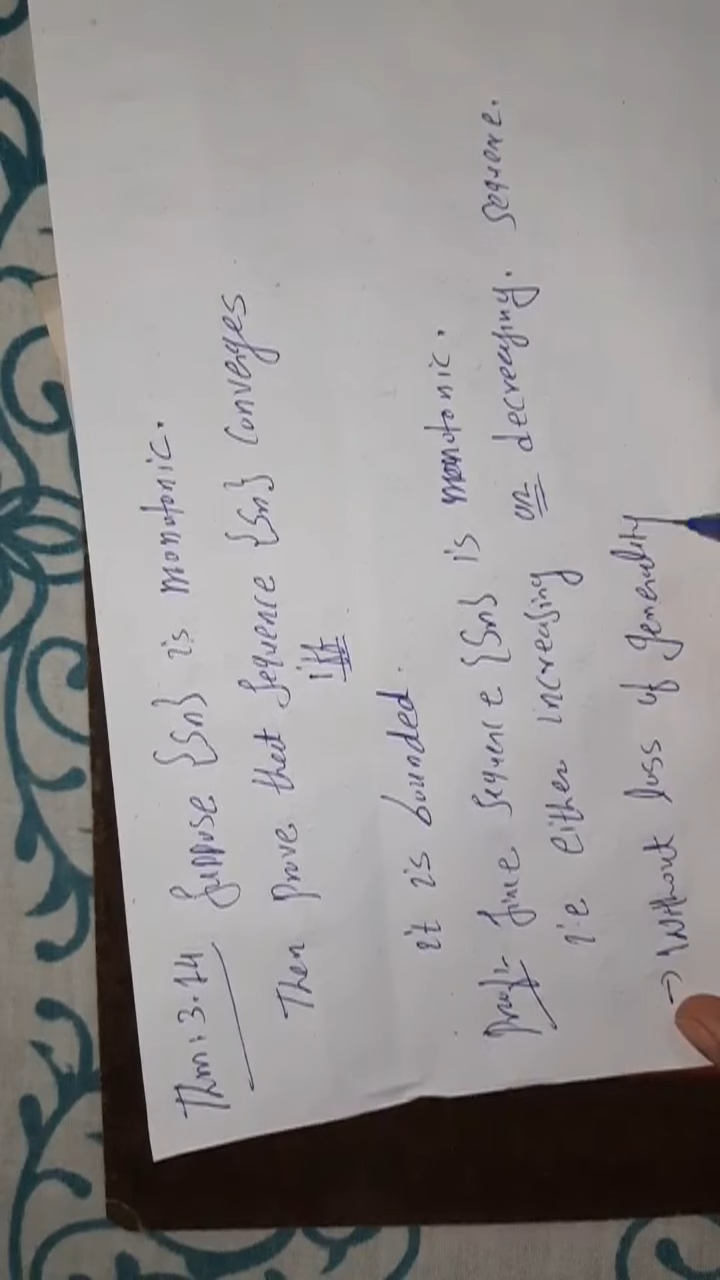 Thm: 3.14 Suppose {Sn} is monotonic.
Then prove that sequence {Sn} converges
iff
it is bounded.
Proof:- Since sequence {Sn} is monotonic.
i.e either increasing or decreasing. sequence.
→ Without loss of generality